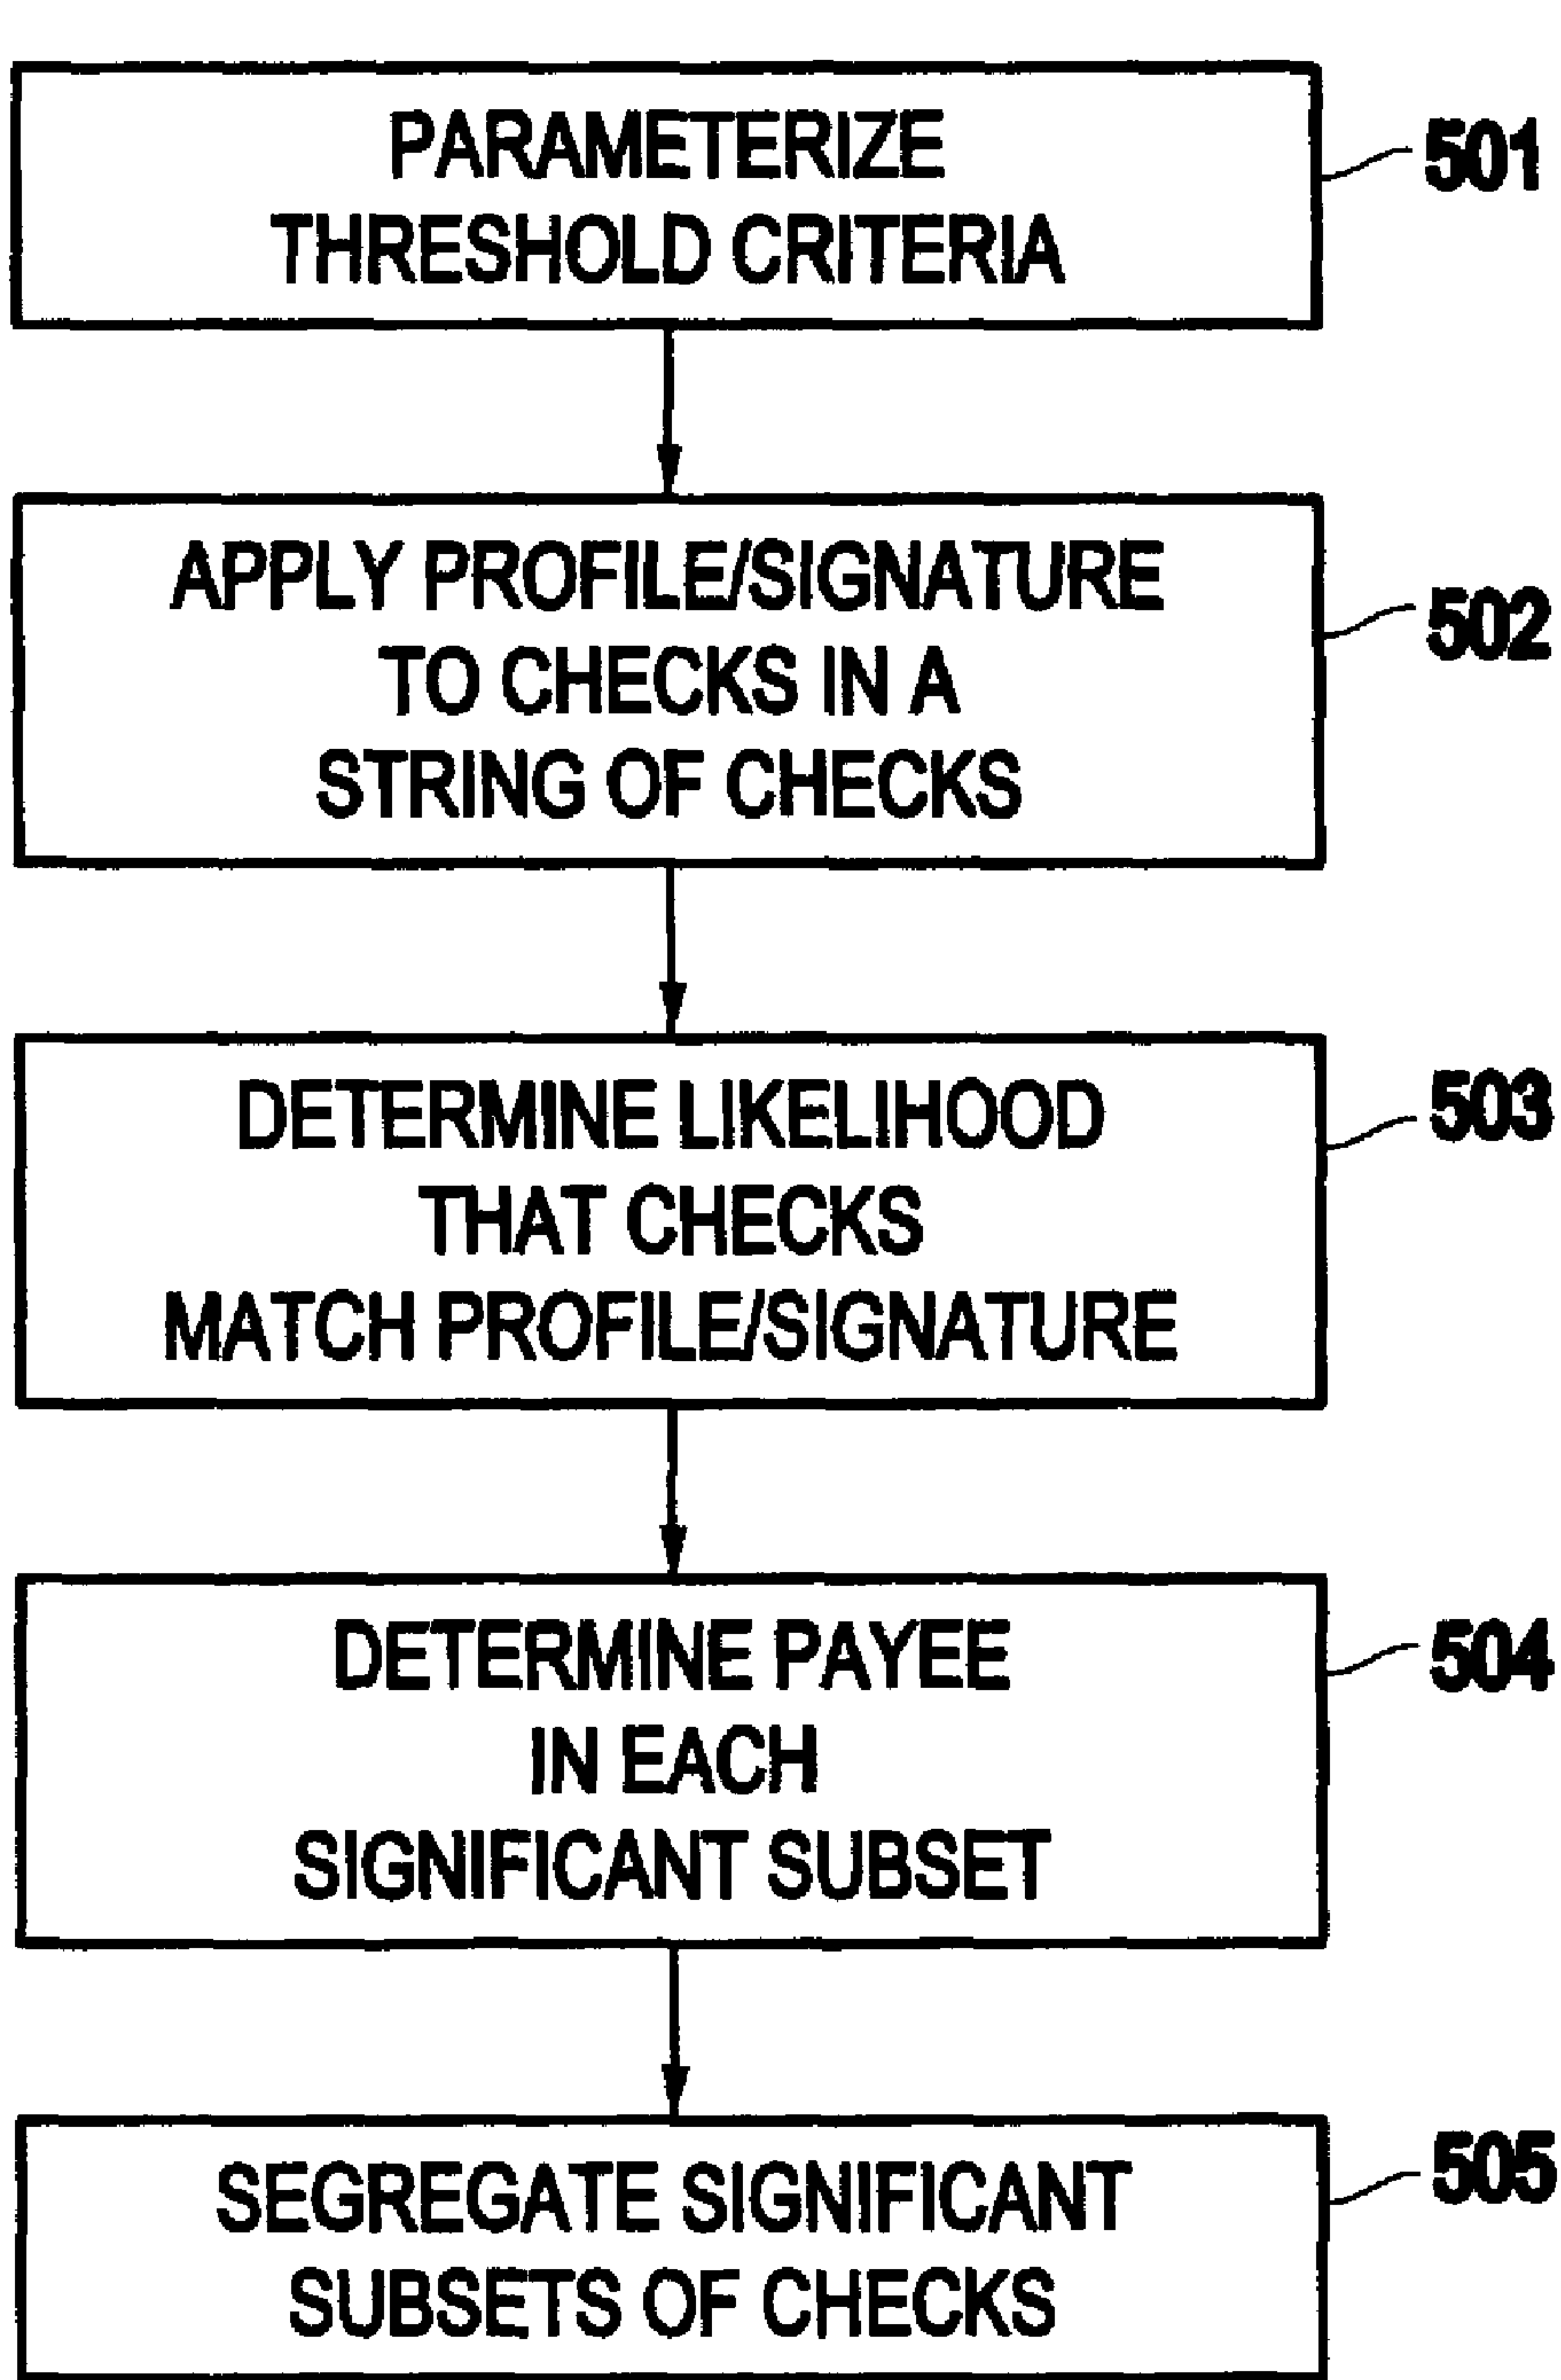 PARAMETERIZE
THRESHOLD CRITERIA
501
APPLY PROFILE/SIGNATURE
TO CHECKS IN A
STRING OF CHECKS
502
DETERMINE LIKELIHOOD
THAT CHECKS
MATCH PROFILE/SIGNATURE
503
DETERMINE PAYEE
IN EACH
SIGNIFICANT SUBSET
504
SEGREGATE SIGNIFICANT
SUBSETS OF CHECKS
505